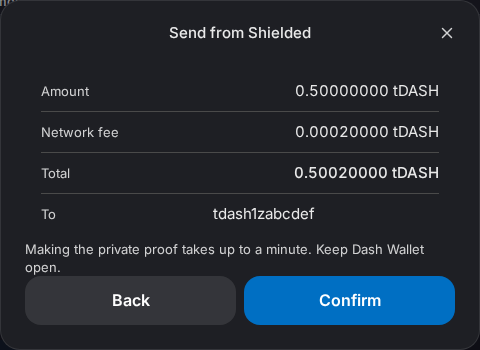 Send from Shielded
Amount 0.50000000 tDASH
Network fee 0.00020000 tDASH
Total 0.50020000 tDASH
To tdash1zabcdef
Making the private proof takes up to a minute. Keep Dash Wallet
open.
Back Confirm